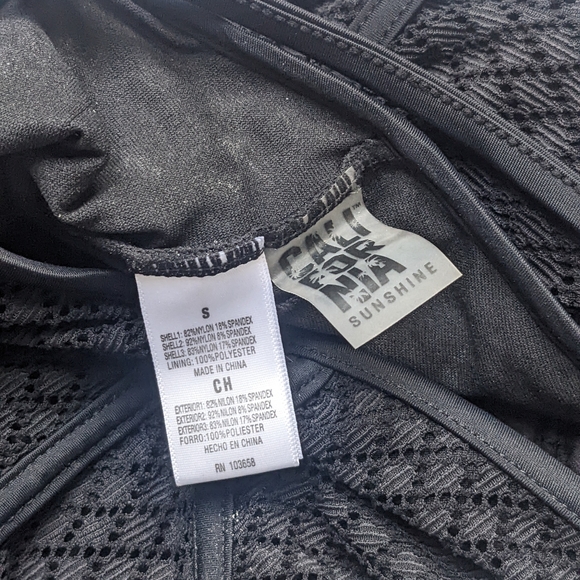 S
SHELL1: 82%NYLON 18%SPANDEX
SHELL2: 92%NYLON 8%SPANDEX
SHELL3: 83%NYLON 17%SPANDEX
LINING: 100%POLYESTER
MADE IN CHINA
CH
EXTERIOR1: 82%NILON 18%SPANDEX
EXTERIOR2: 92%NILON 8%SPANDEX
EXTERIOR3: 83%NILON 17%SPANDEX
FORRO:100%POLIESTER
HECHO EN CHINA
RN 103658
CALI™
FOR
NIA
SUNSHINE